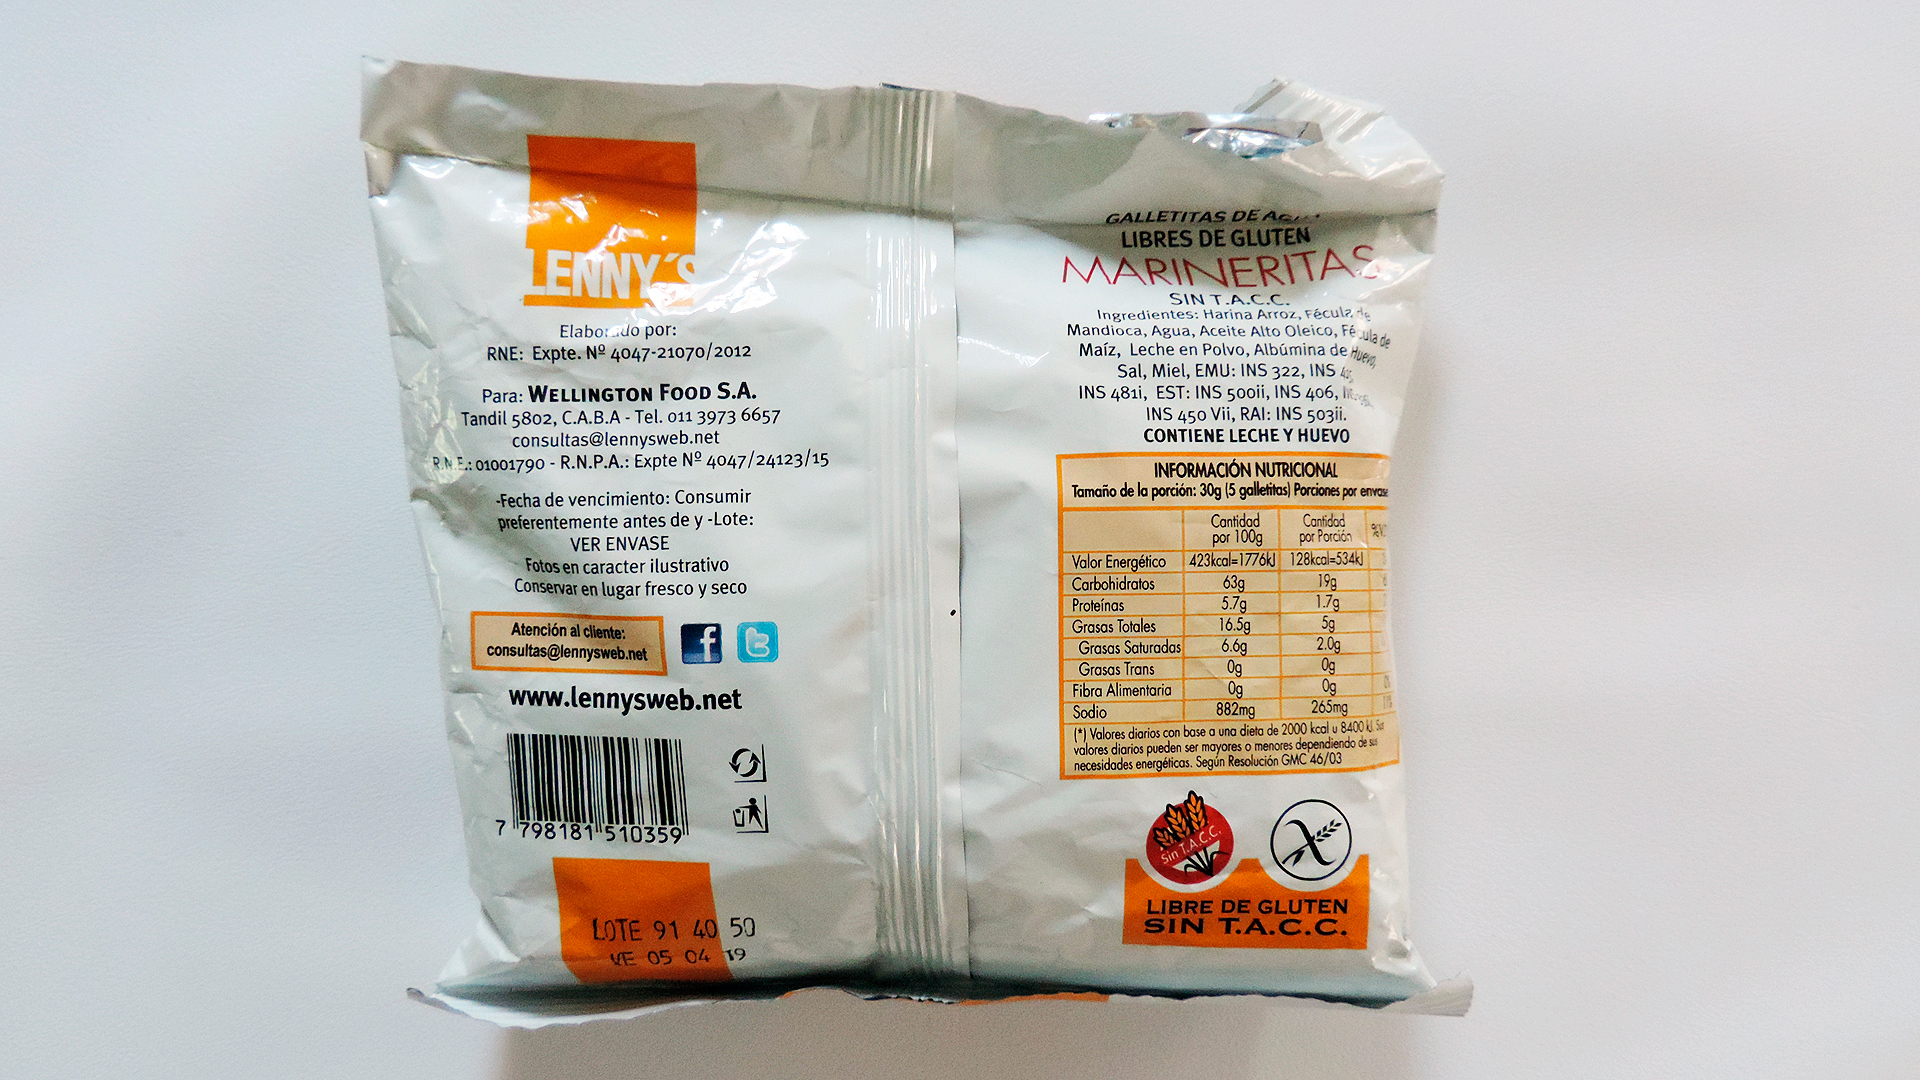 LENNY´S
Elaborado por:
RNE: Expte. Nº 4047-21070/2012
Para: WELLINGTON FOOD S.A.
Tandil 5802, C.A.B.A - Tel. 011 3973 6657
consultas@lennysweb.net
R.N.E.: 01001790 - R.N.P.A.: Expte Nº 4047/24123/15
-Fecha de vencimiento: Consumir
preferentemente antes de y -Lote:
VER ENVASE
Fotos en caracter ilustrativo
Conservar en lugar fresco y seco
Atención al cliente:
consultas@lennysweb.net
www.lennysweb.net
7 798181 510359
LOTE 91 40 50
VE 05 04 19
GALLETITAS DE
LIBRES DE GLUTEN
MARINERITAS
SIN T.A.C.C.
Ingredientes: Harina Arroz, Fécula de
Mandioca, Agua, Aceite Alto Oleico, Fécula de
Maíz, Leche en Polvo, Albúmina de Huevo,
Sal, Miel, EMU: INS 322, INS
INS 481i, EST: INS 500ii, INS 406,
INS 450 Vii, RAI: INS 503ii.
CONTIENE LECHE Y HUEVO
INFORMACIÓN NUTRICIONAL
Tamaño de la porción: 30g (5 galletitas) Porciones por envase
Cantidad por 100g Cantidad por Porción
Valor Energético 423kcal=1776kJ 128kcal=534kJ
Carbohidratos 63g 19g
Proteínas 5.7g 1.7g
Grasas Totales 16.5g 5g
Grasas Saturadas 6.6g 2.0g
Grasas Trans 0g 0g
Fibra Alimentaria 0g 0g
Sodio 882mg 265mg
(*) Valores diarios con base a una dieta de 2000 kcal u 8400 kJ. Sus
valores diarios pueden ser mayores o menores dependiendo de sus
necesidades energéticas. Según Resolución GMC 46/03
Sin T.A.C.C.
LIBRE DE GLUTEN
SIN T.A.C.C.